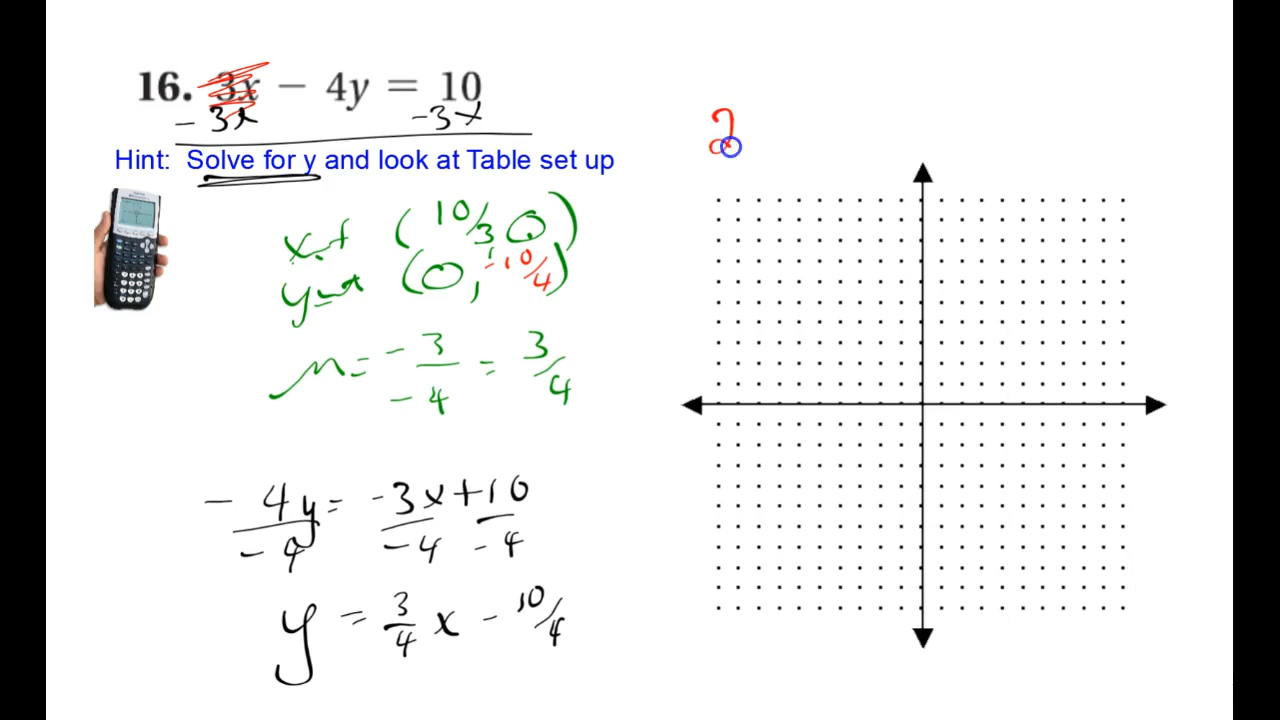 16. 3x − 4y = 10
- 3x -3x
Hint: Solve for y and look at Table set up
x-int (10/3, 0)
y-int (0, -10/4)
m = -3/-4 = 3/4
- 4y = -3x + 10
-4 -4 -4
y = 3/4 x - 10/4
2